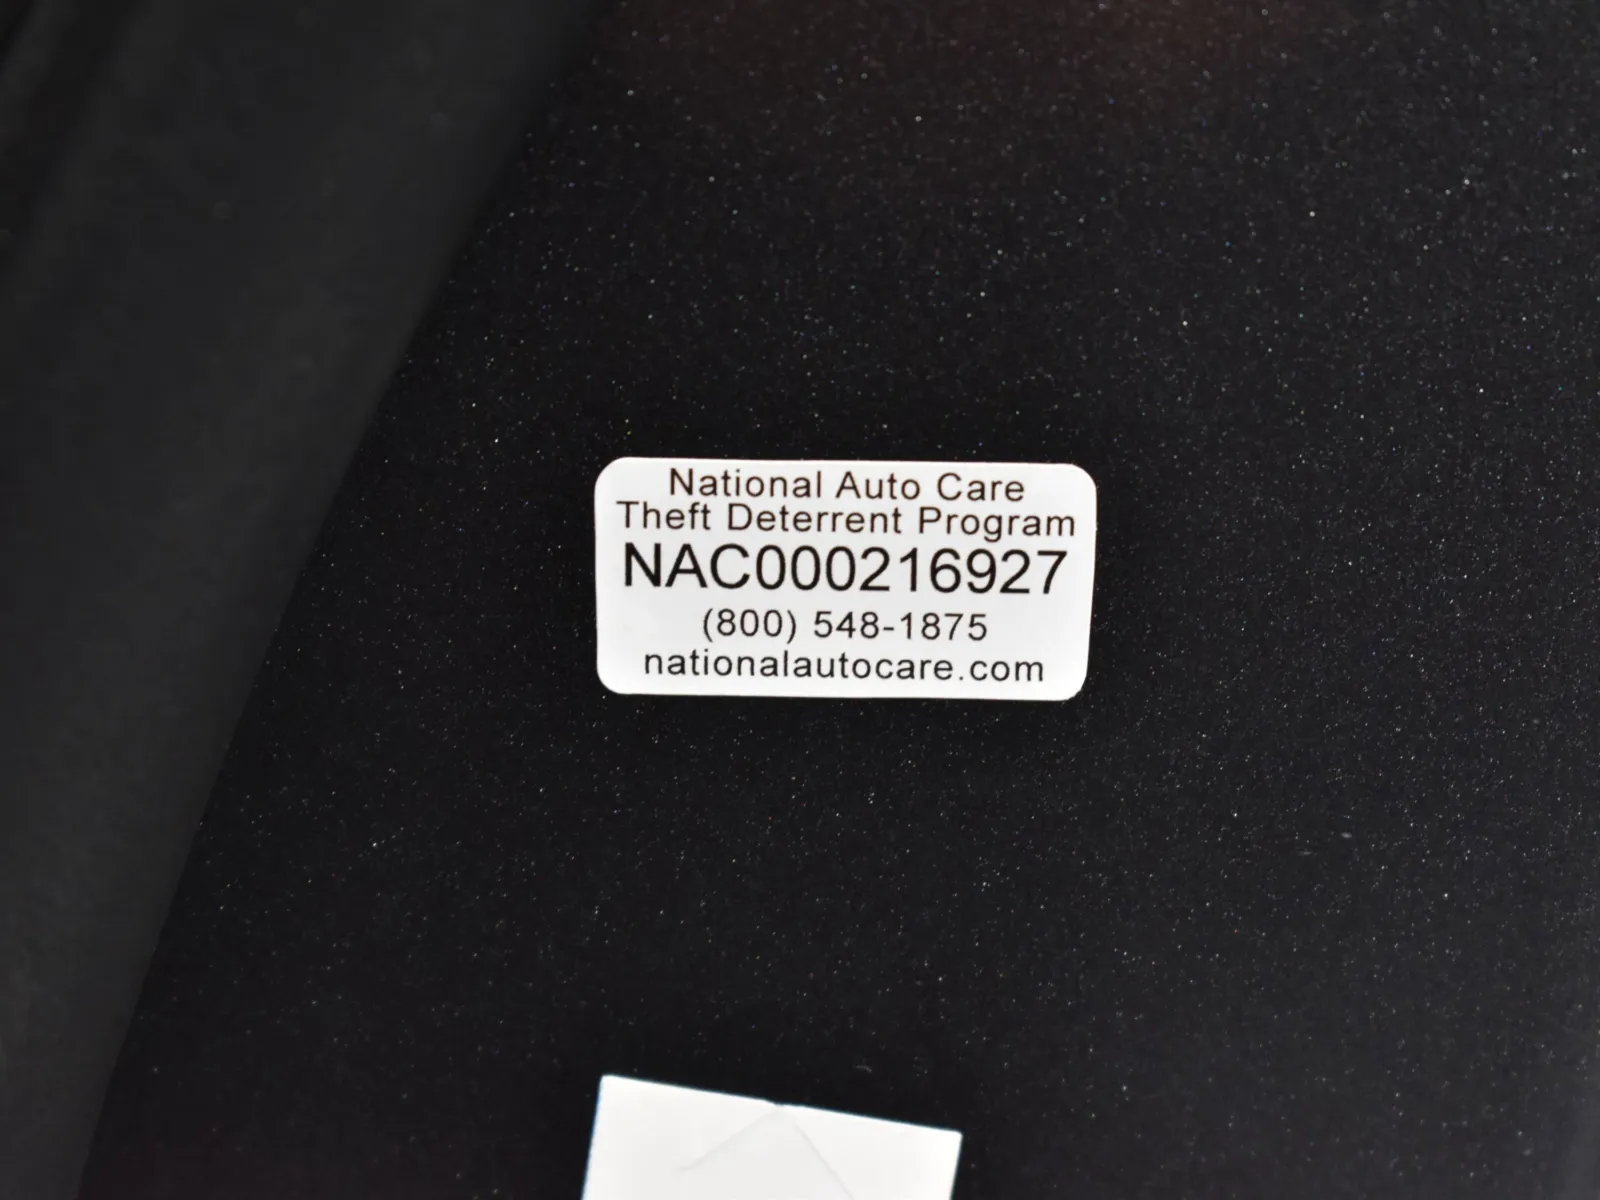 National Auto Care
Theft Deterrent Program
NAC000216927
(800) 548-1875
nationalautocare.com